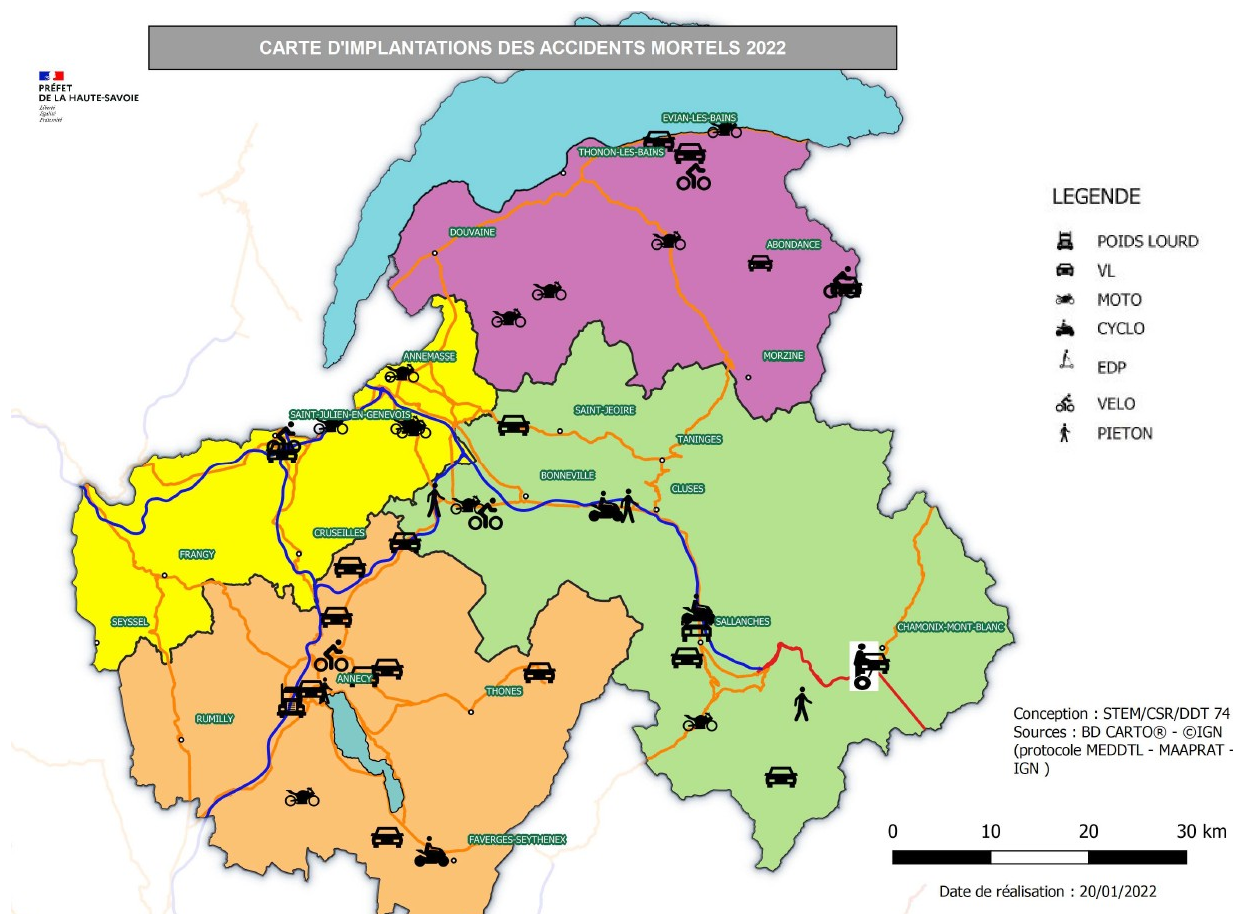 CARTE D'IMPLANTATIONS DES ACCIDENTS MORTELS 2022
PRÉFET
DE LA HAUTE-SAVOIE
Liberté
Égalité
Fraternité
EVIAN-LES-BAINS
THONON-LES-BAINS
DOUVAINE
ABONDANCE
MORZINE
ANNEMASSE
SAINT-JULIEN-EN-GENEVOIS
SAINT-JEOIRE
TANINGES
BONNEVILLE
CLUSES
CRUSEILLES
FRANGY
SEYSSEL
SALLANCHES
CHAMONIX-MONT-BLANC
ANNECY
THONES
RUMILLY
FAVERGES-SEYTHENEX
LEGENDE
POIDS LOURD
VL
MOTO
CYCLO
EDP
VELO
PIETON
Conception : STEM/CSR/DDT 74
Sources : BD CARTO® - ©IGN
(protocole MEDDTL - MAAPRAT -
IGN )
0 10 20 30 km
Date de réalisation : 20/01/2022